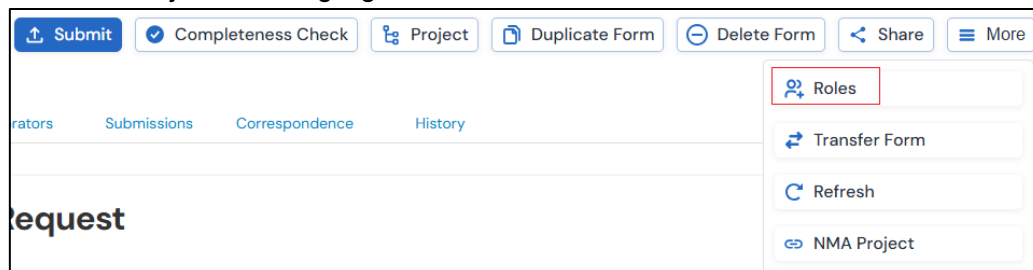 Submit Completeness Check Project Duplicate Form Delete Form Share More
Roles
rators Submissions Correspondence History
Transfer Form
Refresh
equest
NMA Project